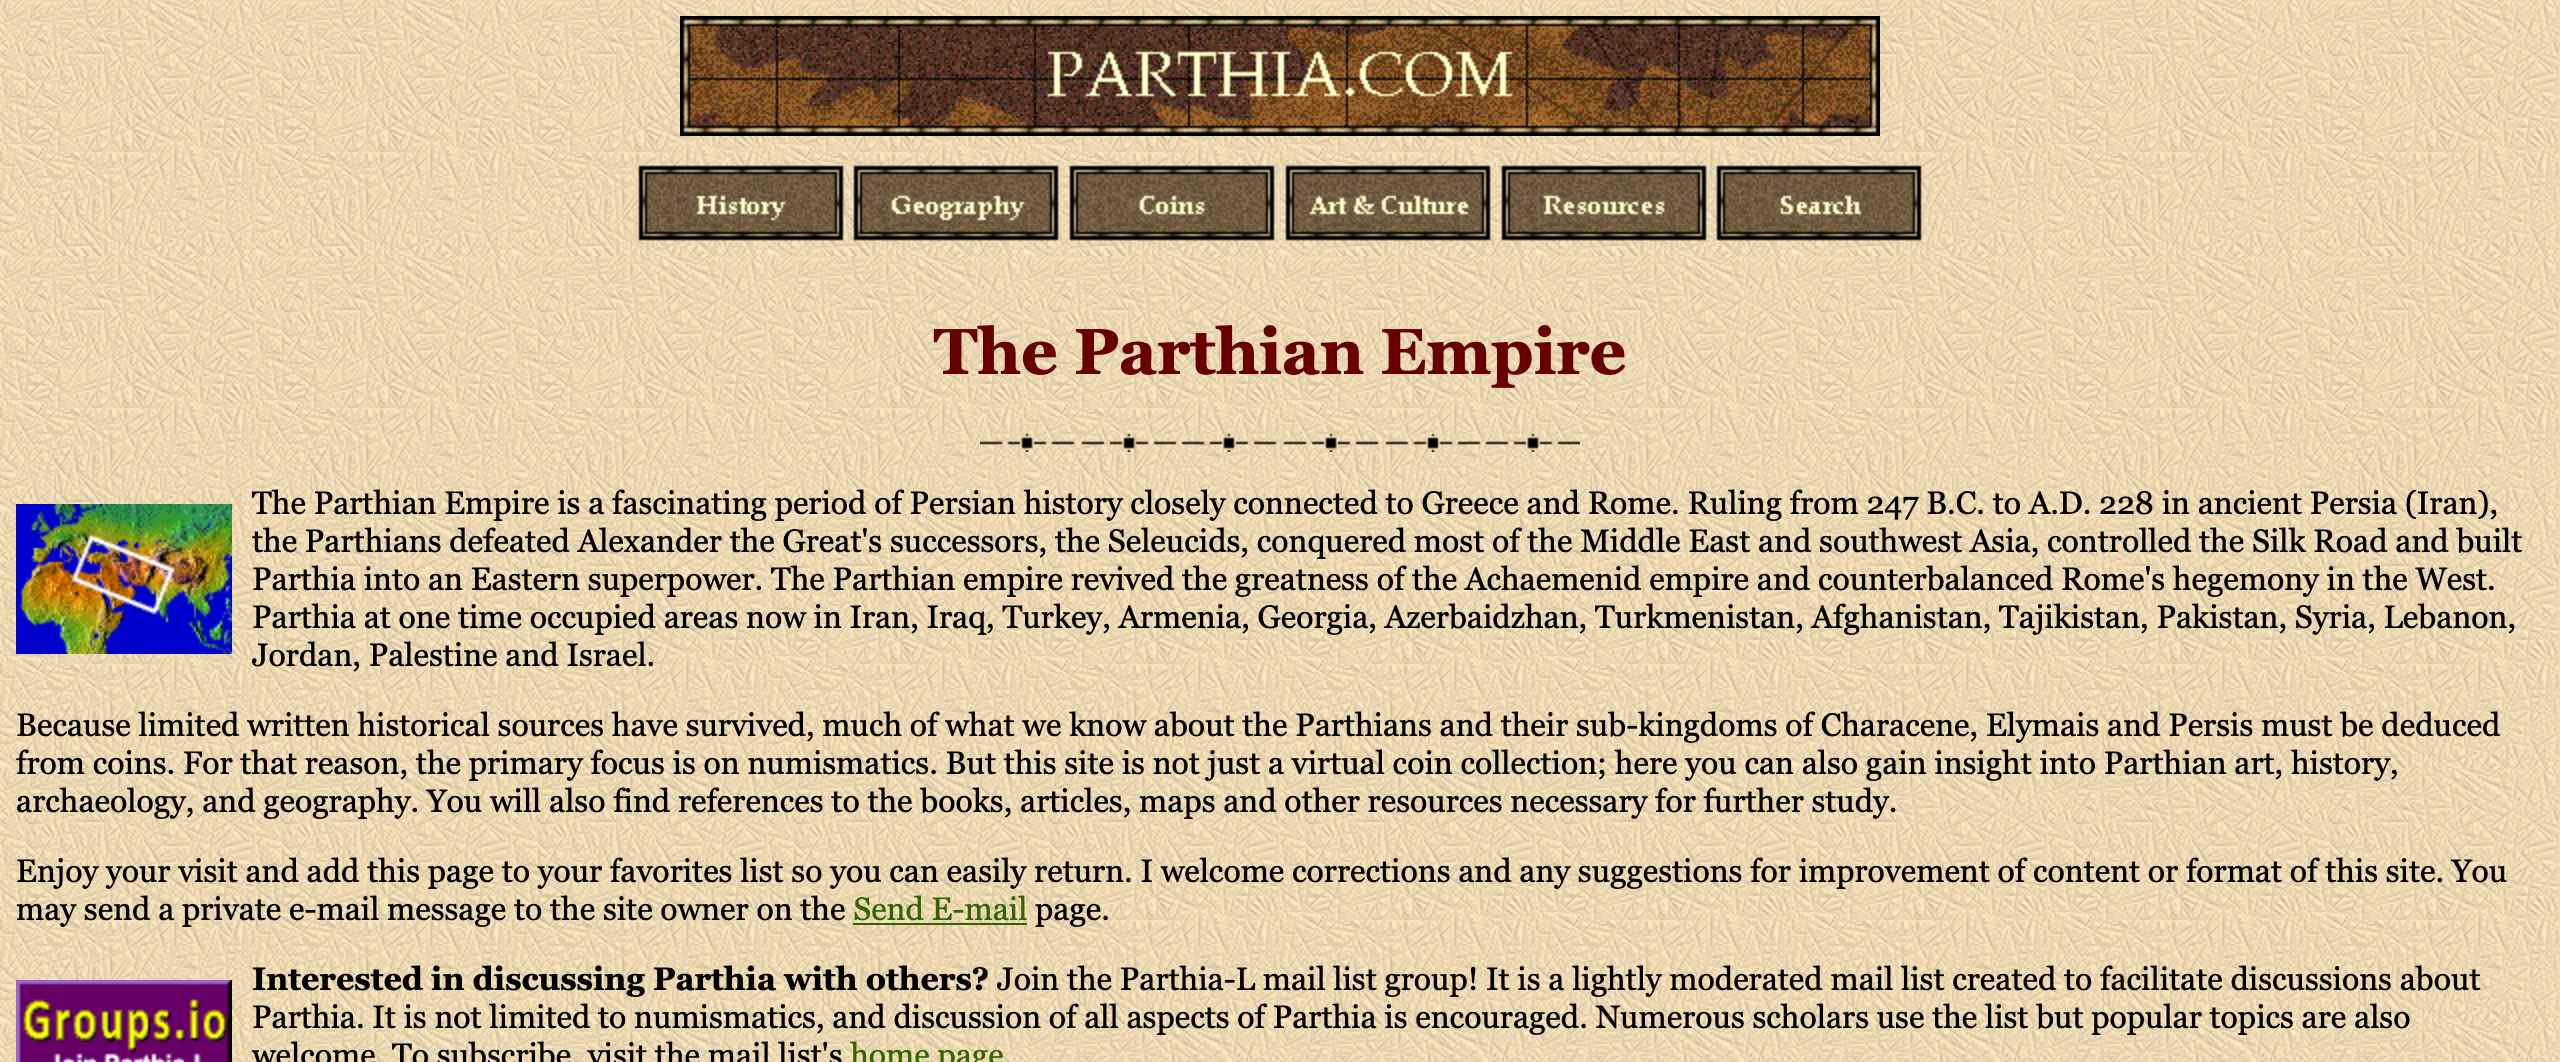 PARTHIA.COM
History
Geography
Coins
Art & Culture
Resources
Search
The Parthian Empire
The Parthian Empire is a fascinating period of Persian history closely connected to Greece and Rome. Ruling from 247 B.C. to A.D. 228 in ancient Persia (Iran),
the Parthians defeated Alexander the Great's successors, the Seleucids, conquered most of the Middle East and southwest Asia, controlled the Silk Road and built
Parthia into an Eastern superpower. The Parthian empire revived the greatness of the Achaemenid empire and counterbalanced Rome's hegemony in the West.
Parthia at one time occupied areas now in Iran, Iraq, Turkey, Armenia, Georgia, Azerbaidzhan, Turkmenistan, Afghanistan, Tajikistan, Pakistan, Syria, Lebanon,
Jordan, Palestine and Israel.
Because limited written historical sources have survived, much of what we know about the Parthians and their sub-kingdoms of Characene, Elymais and Persis must be deduced
from coins. For that reason, the primary focus is on numismatics. But this site is not just a virtual coin collection; here you can also gain insight into Parthian art, history,
archaeology, and geography. You will also find references to the books, articles, maps and other resources necessary for further study.
Enjoy your visit and add this page to your favorites list so you can easily return. I welcome corrections and any suggestions for improvement of content or format of this site. You
may send a private e-mail message to the site owner on the Send E-mail page.
Groups.io
Join Parthia-L
Interested in discussing Parthia with others? Join the Parthia-L mail list group! It is a lightly moderated mail list created to facilitate discussions about
Parthia. It is not limited to numismatics, and discussion of all aspects of Parthia is encouraged. Numerous scholars use the list but popular topics are also
welcome. To subscribe, visit the mail list's home page.